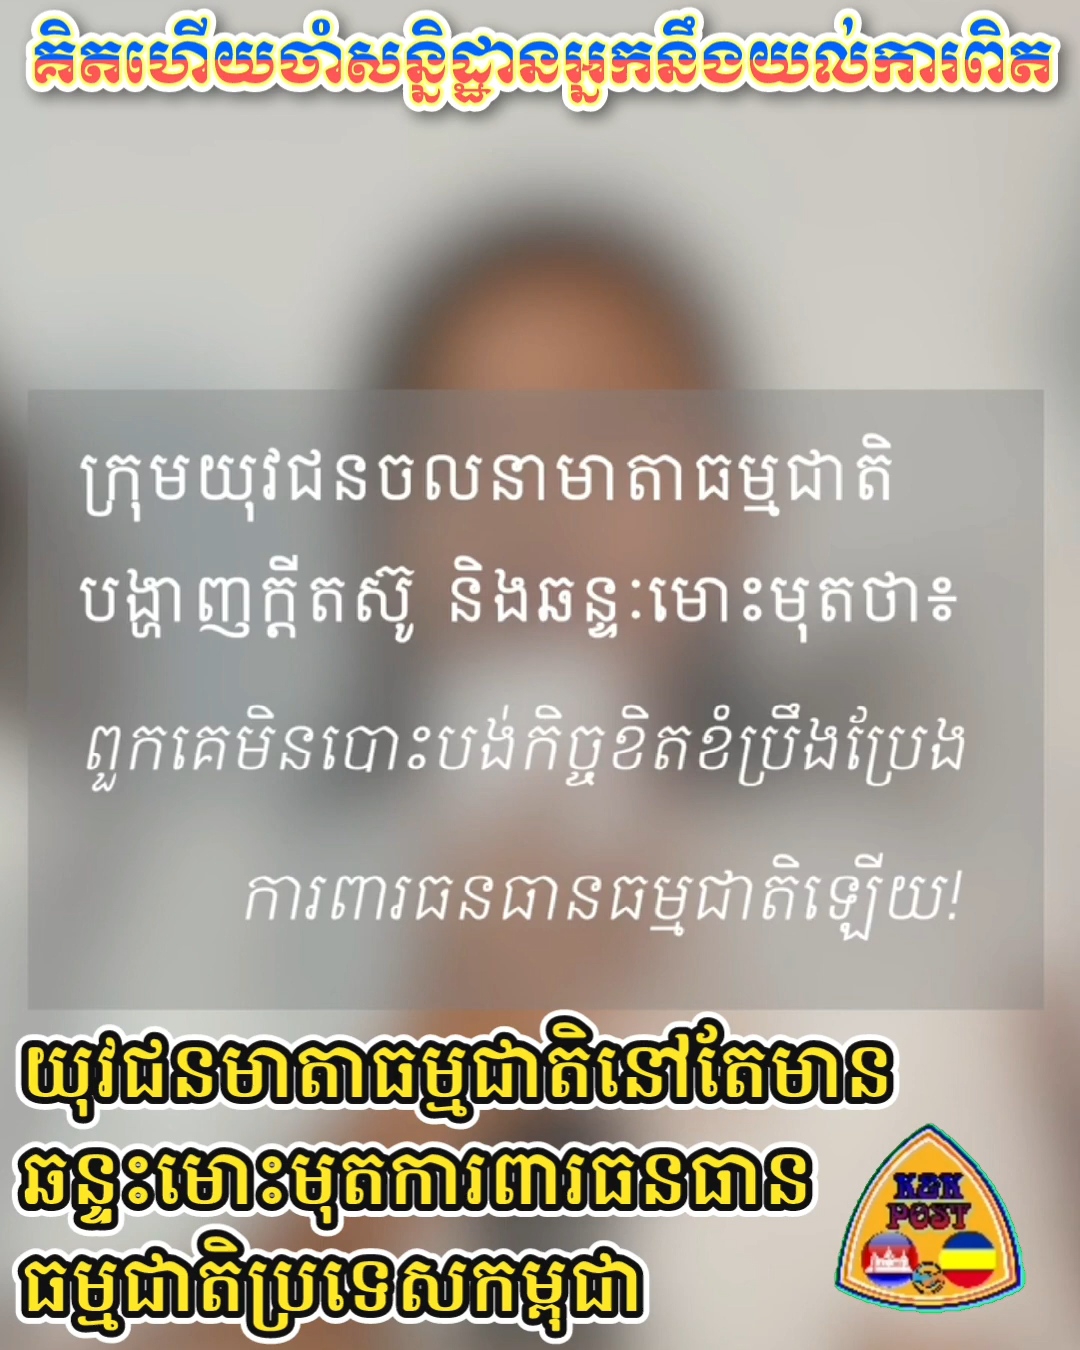 គិតហើយចាំសន្និដ្ឋានអ្នកនឹងយល់ការពិត
ក្រុមយុវជនចលនាមាតាធម្មជាតិ
បង្ហាញក្ដីតស៊ូ និងឆន្ទៈមោះមុតថា៖
ពួកគេមិនបោះបង់កិច្ចខិតខំប្រឹងប្រែង
ការពារធនធានធម្មជាតិឡើយ!
យុវជនមាតាធម្មជាតិនៅតែមាន
ឆន្ទះមោះមុតការពារធនធាន
ធម្មជាតិប្រទេសកម្ពុជា
K&K
POST